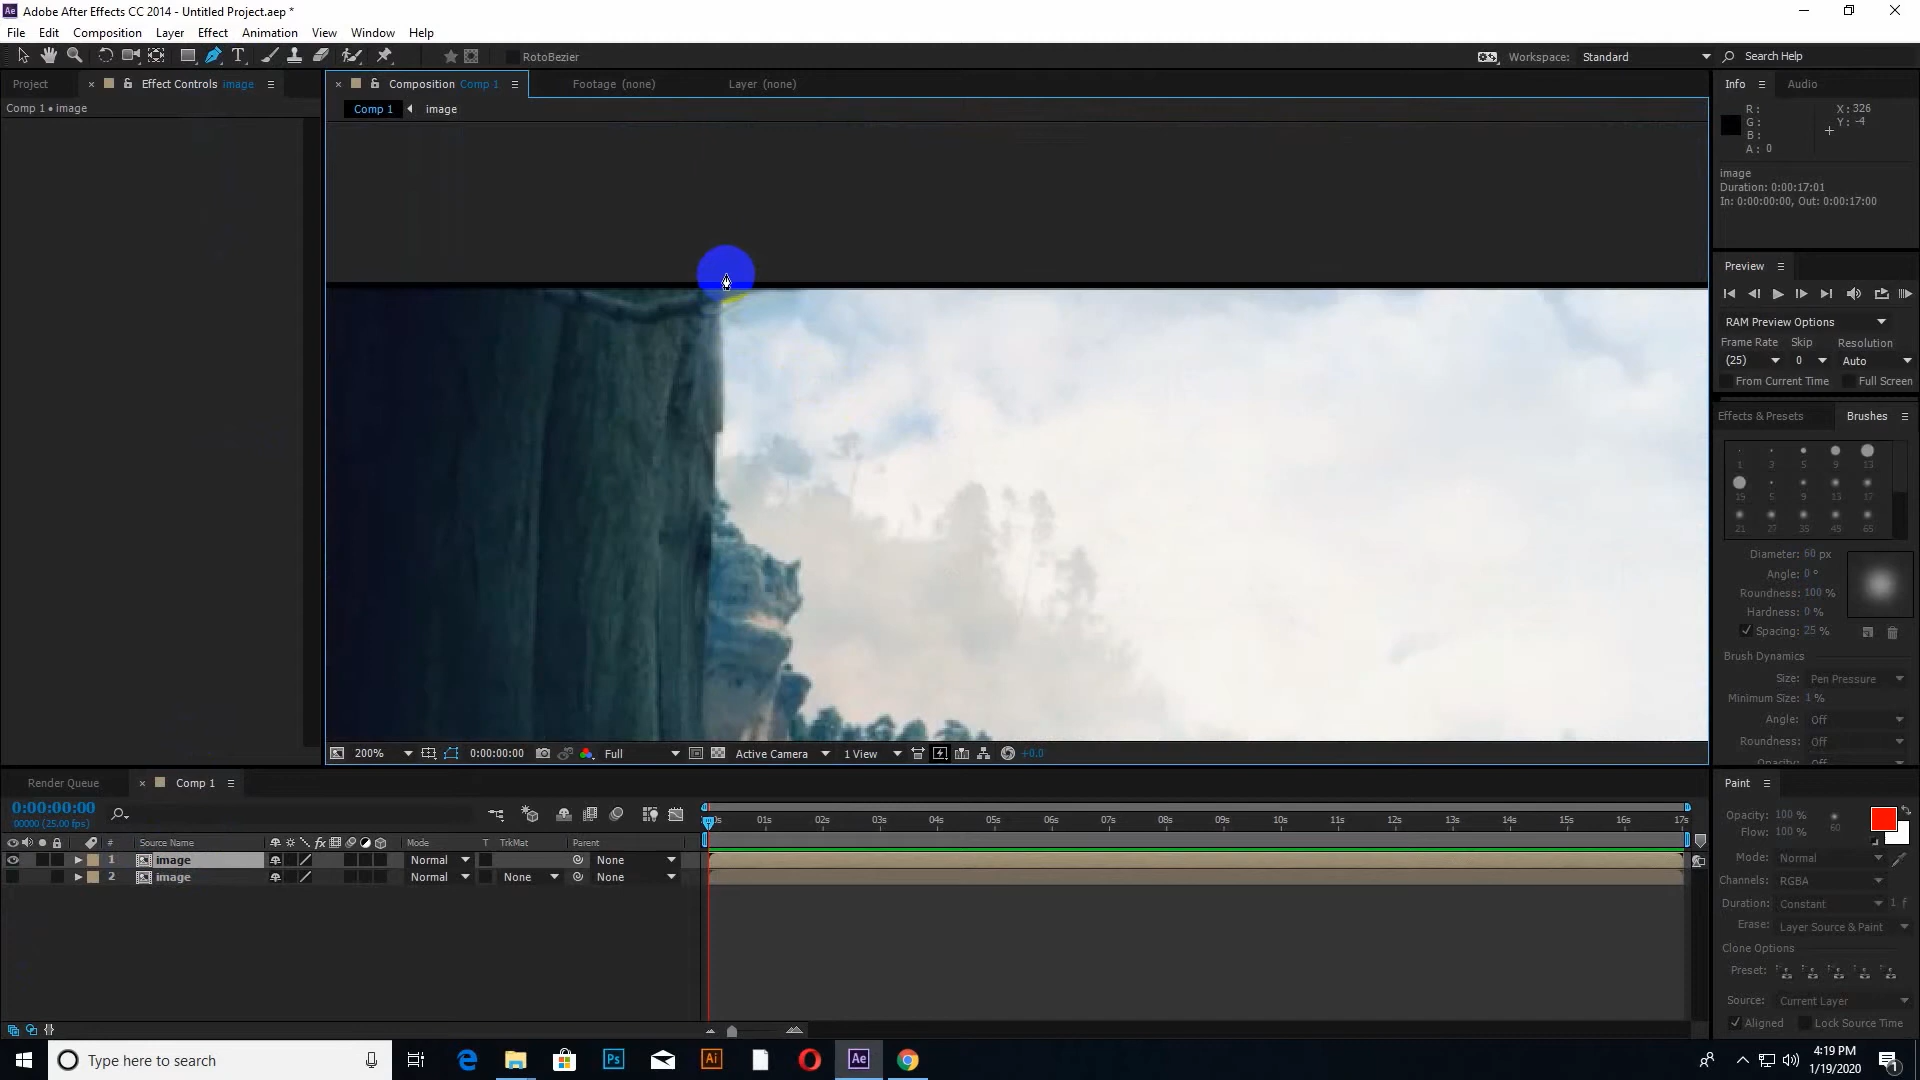 Adobe After Effects CC 2014 - Untitled Project.aep *
File Edit Composition Layer Effect Animation View Window Help
RotoBezier
Workspace: Standard
Search Help
Project
Effect Controls image
Composition Comp 1
Footage (none)
Layer (none)
Info Audio
Comp 1 • image
Comp 1 image
R :
G :
B :
A : 0
X : 326
Y : -4
image
Duration: 0:00:17:01
In: 0:00:00:00, Out: 0:00:17:00
Preview
RAM Preview Options
Frame Rate Skip Resolution
(25) 0 Auto
From Current Time Full Screen
Effects & Presets Brushes
1 3 5 9 13
19 5 9 13 17
21 27 35 45 65
Diameter: 60 px
Angle: 0 °
Roundness: 100 %
Hardness: 0 %
Spacing: 25 %
Brush Dynamics
Size: Pen Pressure
Minimum Size: 1 %
Angle: Off
Roundness: Off
Opacity: Off
200% 0:00:00:00 Full Active Camera 1 View +0.0
Render Queue
Comp 1
0:00:00:00
00000 (25.00 fps)
01s 02s 03s 04s 05s 06s 07s 08s 09s 10s 11s 12s 13s 14s 15s 16s 17s
# Source Name Mode T TrkMat Parent
1 image Normal None
2 image Normal None None
Paint
Opacity: 100 %
Flow: 100 %
60
Mode: Normal
Channels: RGBA
Duration: Constant 1 f
Erase: Layer Source & Paint
Clone Options
Preset:
Source: Current Layer
Aligned Lock Source Time
Type here to search
Ps
Ai
Ae
4:19 PM
1/19/2020
1